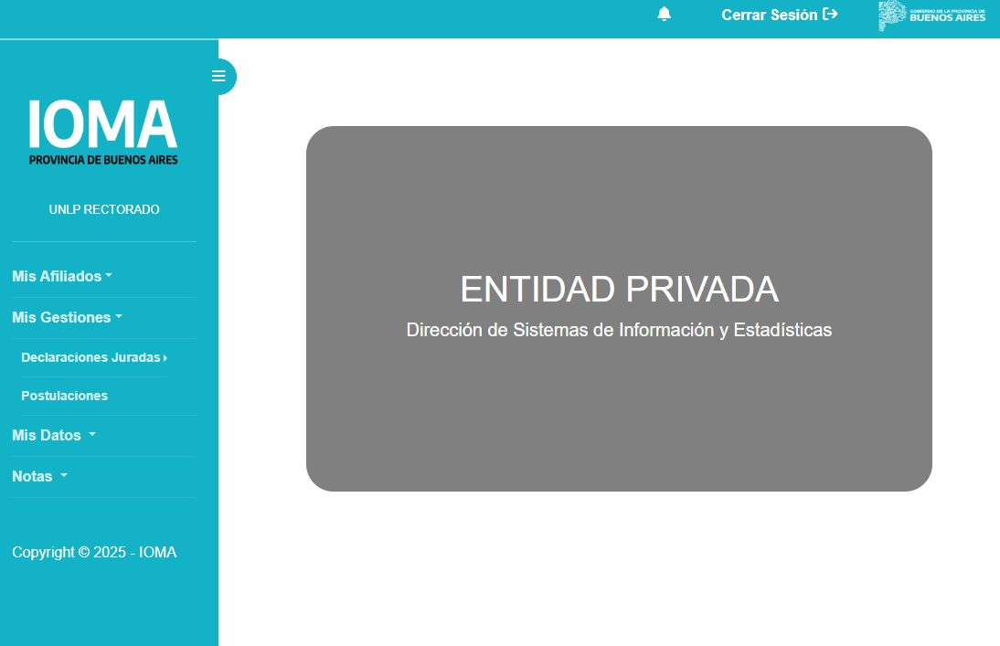 Cerrar Sesión
GOBIERNO DE LA PROVINCIA DE
BUENOS AIRES
IOMA
PROVINCIA DE BUENOS AIRES
UNLP RECTORADO
Mis Afiliados
Mis Gestiones
Declaraciones Juradas
Postulaciones
Mis Datos
Notas
Copyright © 2025 - IOMA
ENTIDAD PRIVADA
Dirección de Sistemas de Información y Estadísticas